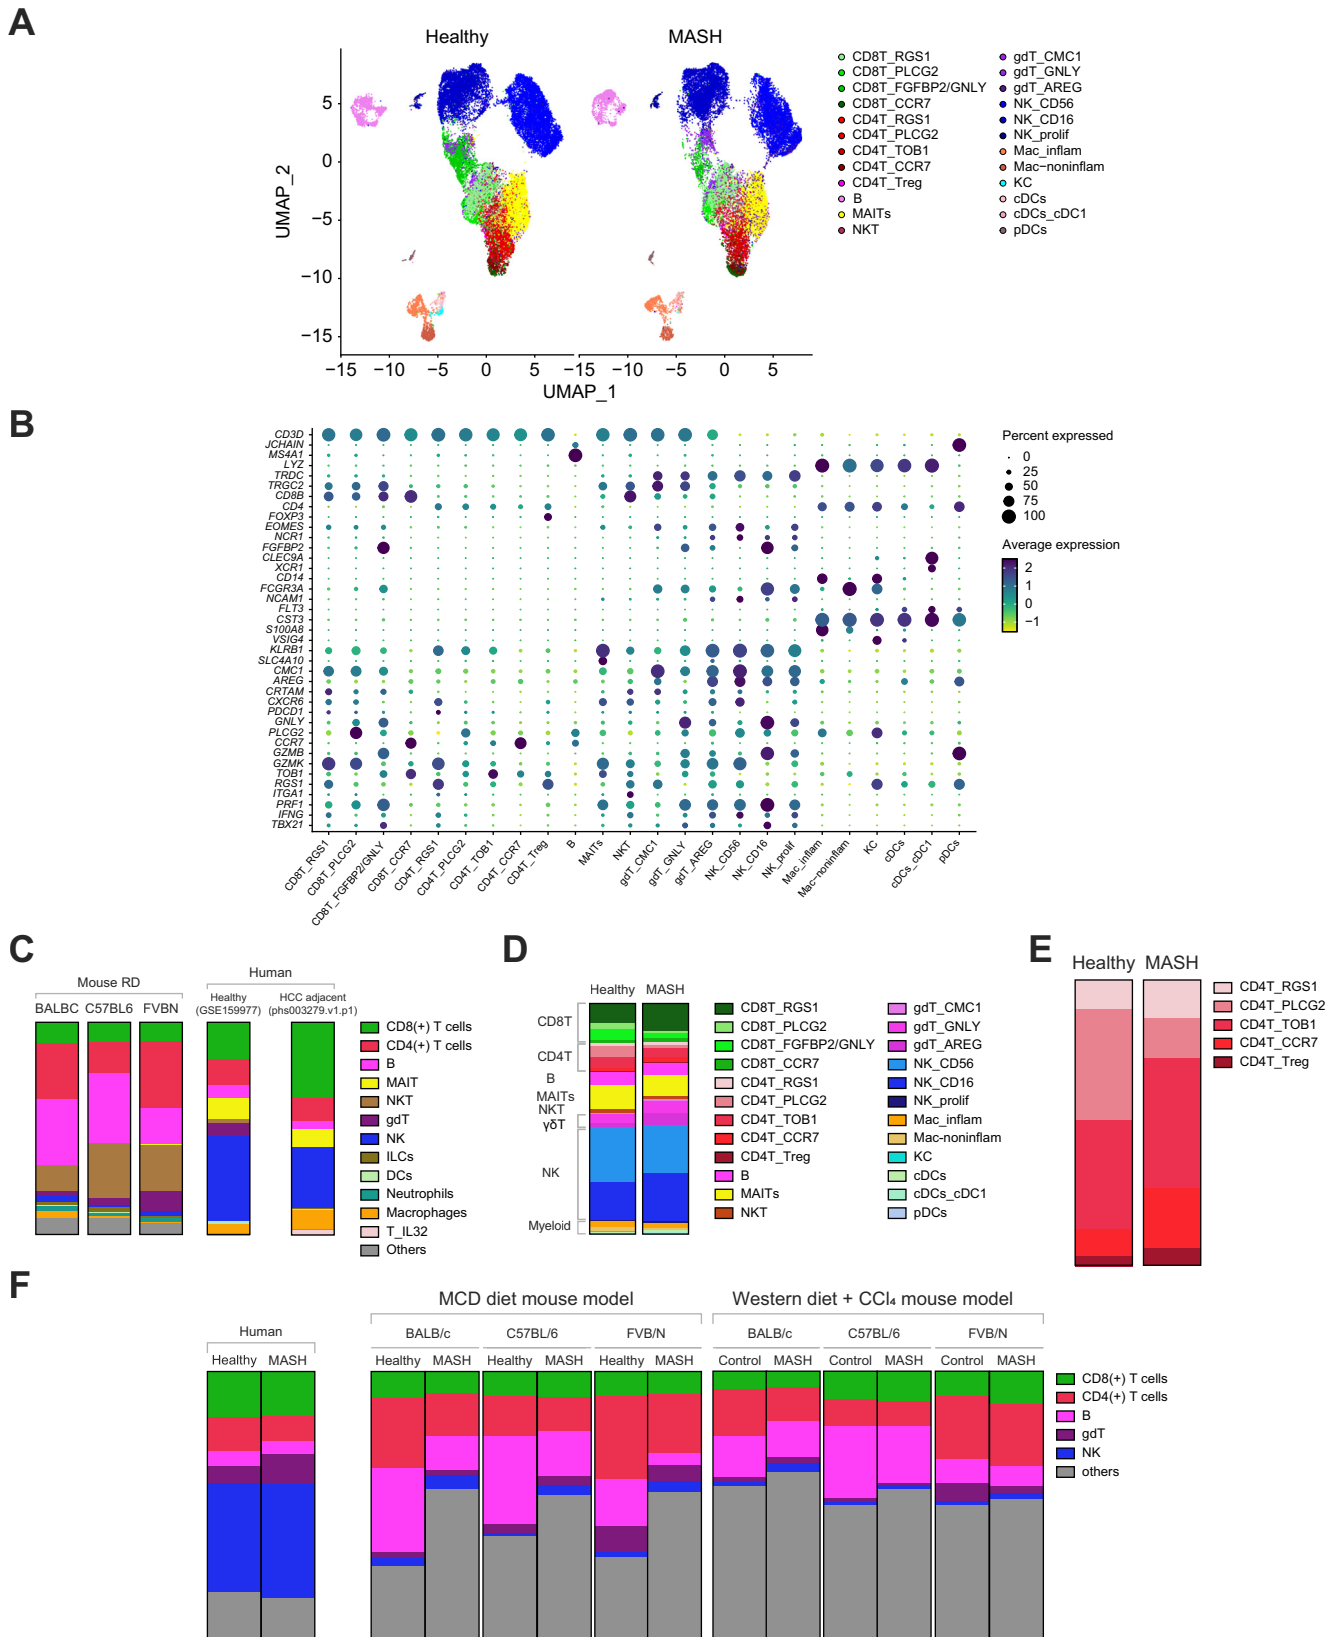 A
Healthy
MASH
UMAP_2
5
0
−5
−10
−15
−15
−10
−5
0
5
−15
−10
−5
0
5
UMAP_1
CD8T_RGS1
CD8T_PLCG2
CD8T_FGFBP2/GNLY
CD8T_CCR7
CD4T_RGS1
CD4T_PLCG2
CD4T_TOB1
CD4T_CCR7
CD4T_Treg
B
MAITs
NKT
gdT_CMC1
gdT_GNLY
gdT_AREG
NK_CD56
NK_CD16
NK_prolif
Mac_inflam
Mac−noninflam
KC
cDCs
cDCs_cDC1
pDCs
B
CD3D
JCHAIN
MS4A1
LYZ
TRDC
TRGC2
CD8B
CD4
FOXP3
EOMES
NCR1
FGFBP2
CLEC9A
XCR1
CD14
FCGR3A
NCAM1
FLT3
CST3
S100A8
VSIG4
KLRB1
SLC4A10
CMC1
AREG
CRTAM
CXCR6
PDCD1
GNLY
PLCG2
CCR7
GZMB
GZMK
TOB1
RGS1
ITGA1
PRF1
IFNG
TBX21
CD8T_RGS1
CD8T_PLCG2
CD8T_FGFBP2/GNLY
CD8T_CCR7
CD4T_RGS1
CD4T_PLCG2
CD4T_TOB1
CD4T_CCR7
CD4T_Treg
B
MAITs
NKT
gdT_CMC1
gdT_GNLY
gdT_AREG
NK_CD56
NK_CD16
NK_prolif
Mac_inflam
Mac−noninflam
KC
cDCs
cDCs_cDC1
pDCs
Percent expressed
0
25
50
75
100
Average expression
2
1
0
−1
C
Mouse RD
BALBC
C57BL6
FVBN
Human
Healthy
(GSE159977)
HCC adjacent
(phs003279.v1.p1)
CD8(+) T cells
CD4(+) T cells
B
MAIT
NKT
gdT
NK
ILCs
DCs
Neutrophils
Macrophages
T_IL32
Others
D
Healthy
MASH
CD8T
CD4T
B
MAITs
NKT
γδT
NK
Myeloid
CD8T_RGS1
CD8T_PLCG2
CD8T_FGFBP2/GNLY
CD8T_CCR7
CD4T_RGS1
CD4T_PLCG2
CD4T_TOB1
CD4T_CCR7
CD4T_Treg
B
MAITs
NKT
gdT_CMC1
gdT_GNLY
gdT_AREG
NK_CD56
NK_CD16
NK_prolif
Mac_inflam
Mac-noninflam
KC
cDCs
cDCs_cDC1
pDCs
E
Healthy
MASH
CD4T_RGS1
CD4T_PLCG2
CD4T_TOB1
CD4T_CCR7
CD4T_Treg
F
Human
Healthy MASH
MCD diet mouse model
BALB/c
C57BL/6
FVB/N
Healthy MASH
Healthy MASH
Healthy MASH
Western diet + CCl₄ mouse model
BALB/c
C57BL/6
FVB/N
Control MASH
Control MASH
Control MASH
CD8(+) T cells
CD4(+) T cells
B
gdT
NK
others